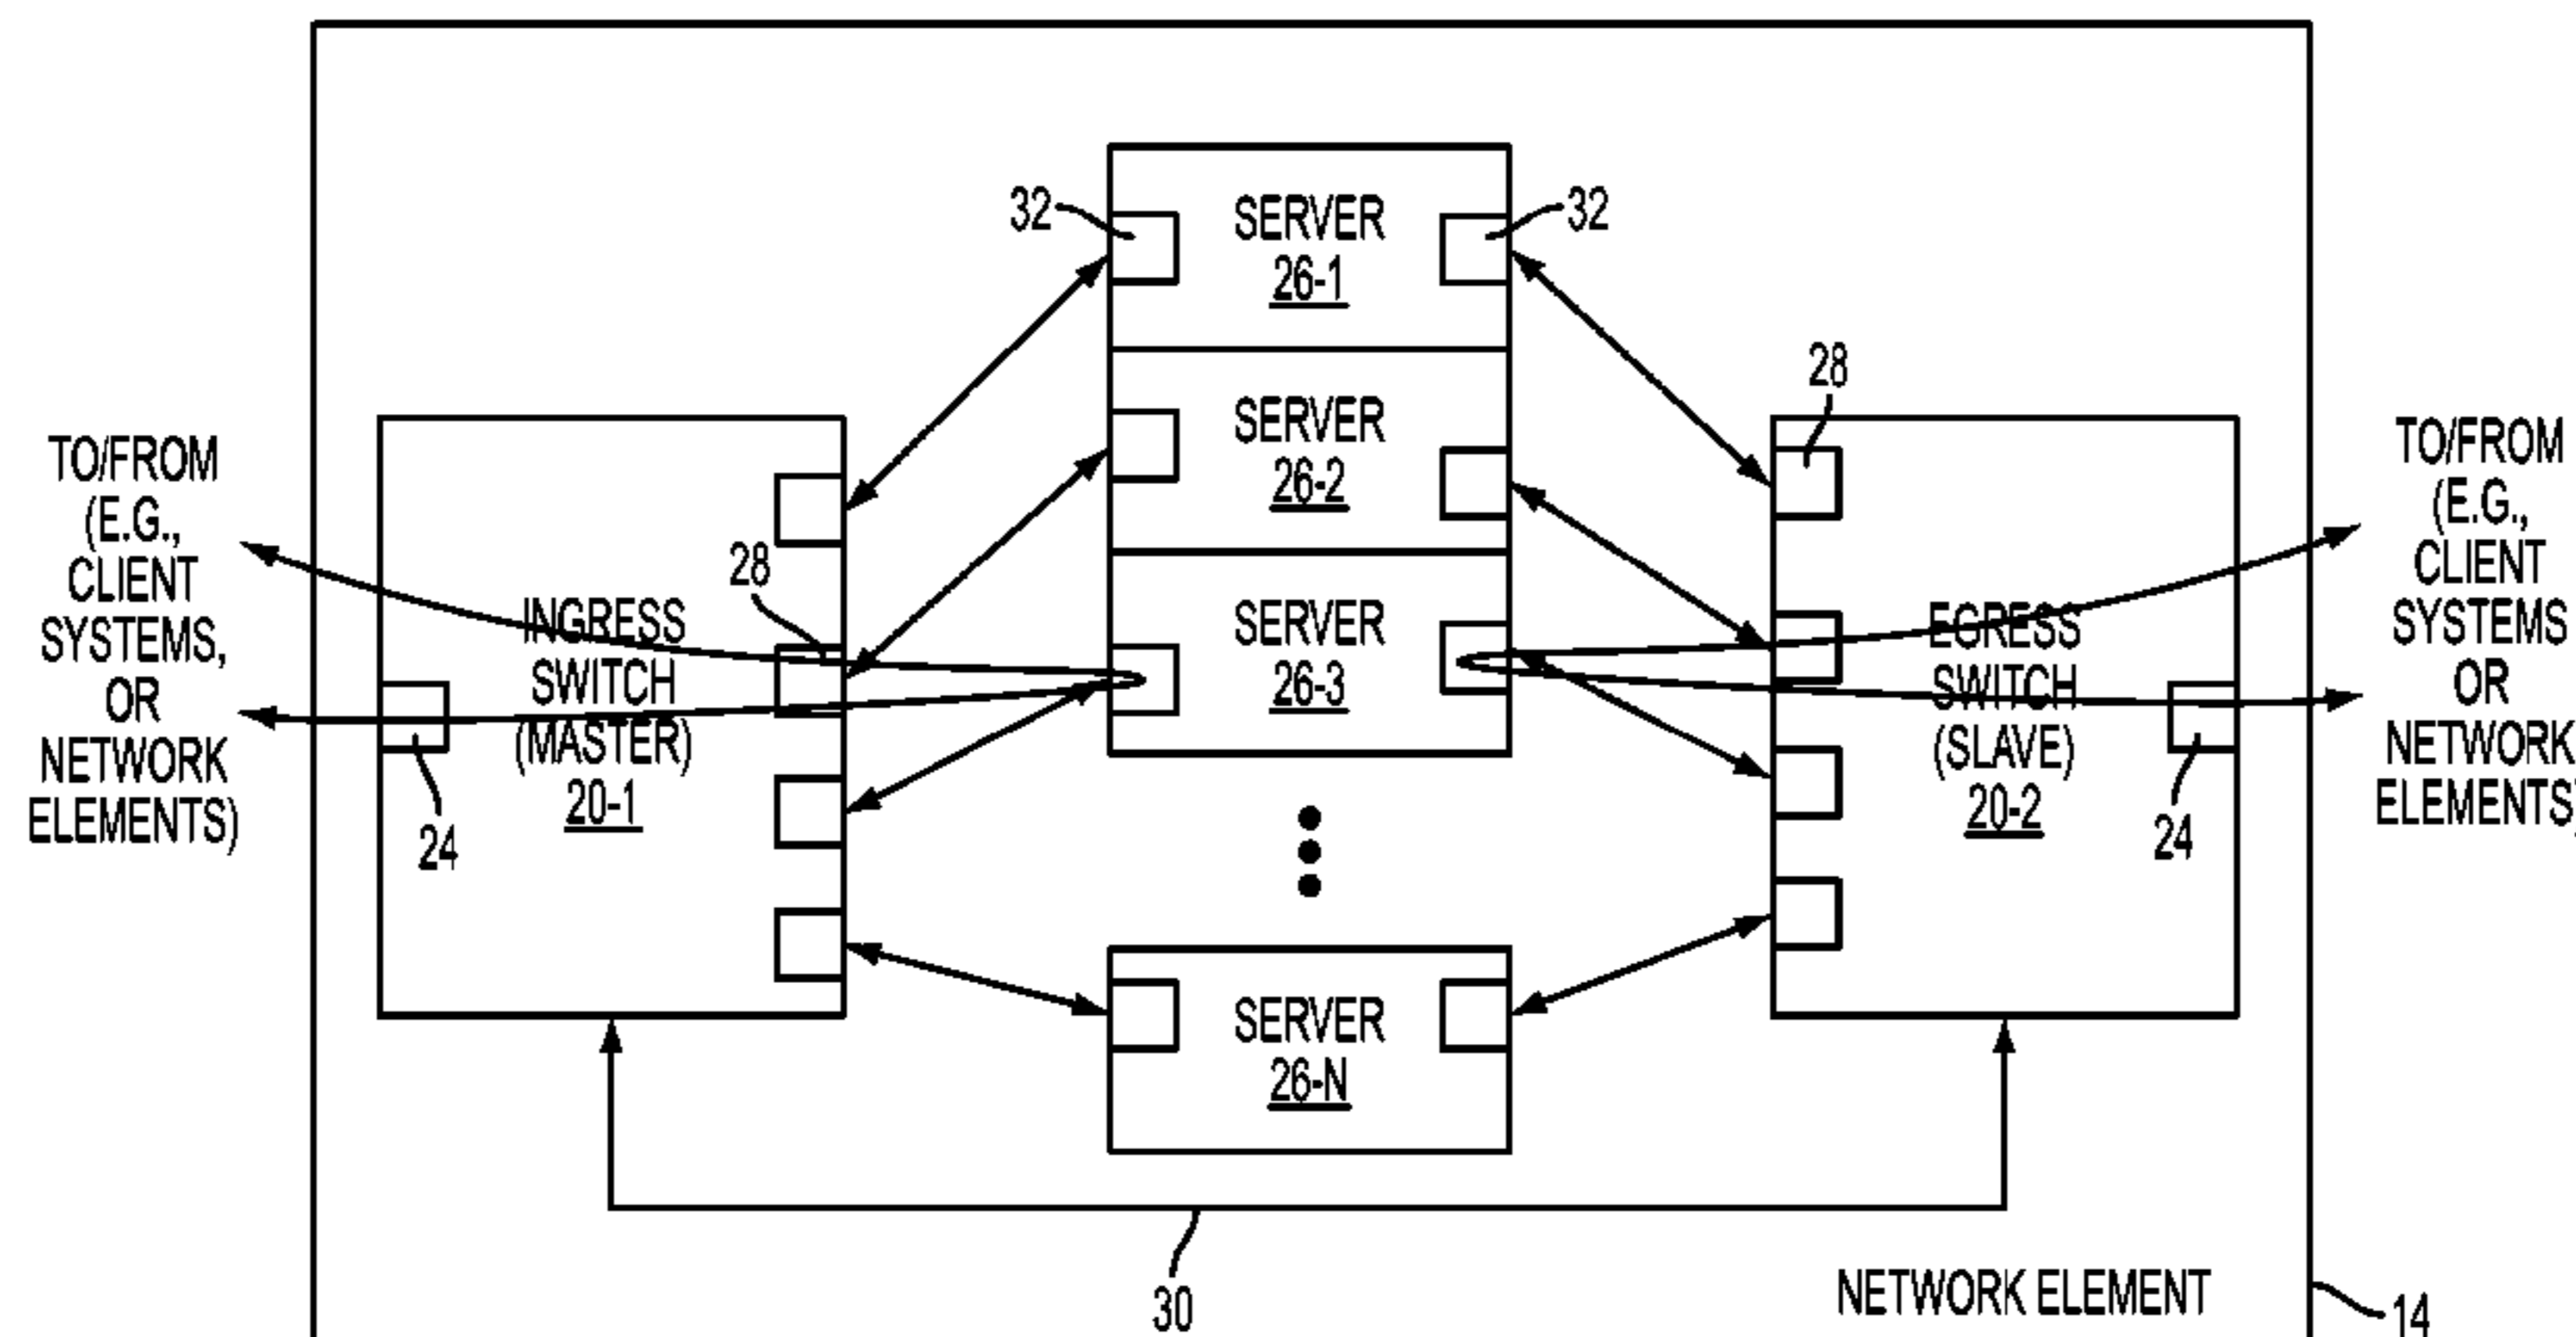 32
SERVER
26-1
32
SERVER
26-2
28
TO/FROM
(E.G.,
CLIENT
SYSTEMS,
OR
NETWORK
ELEMENTS)
INGRESS
SWITCH
(MASTER)
20-1
28
24
SERVER
26-3
EGRESS
SWITCH
(SLAVE)
20-2
24
TO/FROM
(E.G.,
CLIENT
SYSTEMS
OR
NETWORK
ELEMENTS)
SERVER
26-N
30
NETWORK ELEMENT
14